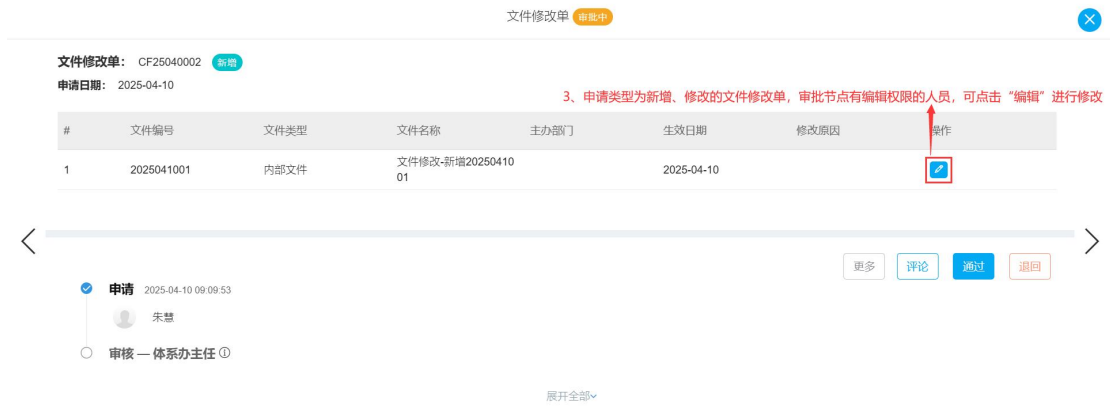 文件修改单 审批中
文件修改单： CF25040002 新增
申请日期： 2025-04-10
3、申请类型为新增、修改的文件修改单，审批节点有编辑权限的人员，可点击“编辑”进行修改
# 文件编号 文件类型 文件名称 主办部门 生效日期 修改原因 操作
1 2025041001 内部文件 文件修改-新增20250410 2025-04-10
01
更多 评论 通过 退回
申请 2025-04-10 09:09:53
朱慧
审核 — 体系办主任
展开全部